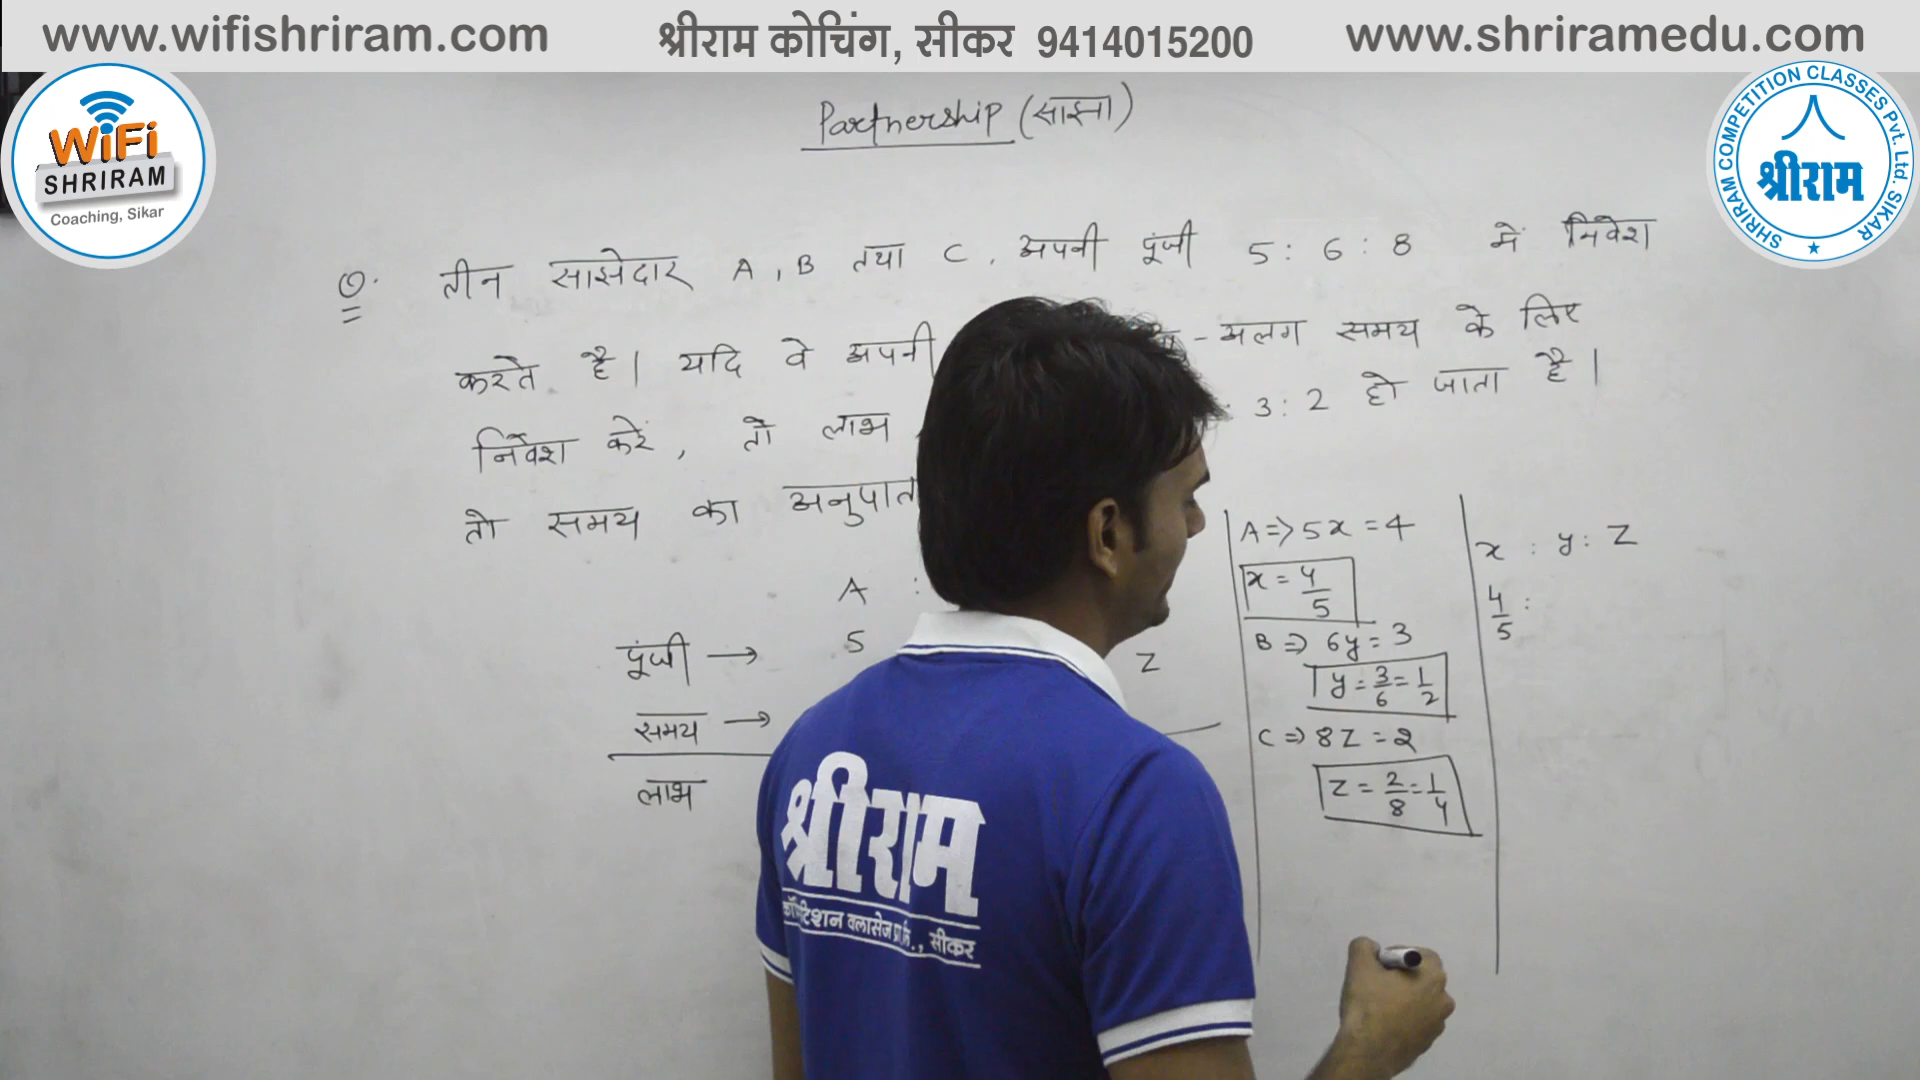 www.wifishriram.com
श्रीराम कोचिंग, सीकर 9414015200
www.shriramedu.com
WiFi
SHRIRAM
Coaching, Sikar
SHRIRAM COMPETITION CLASSES Pvt. Ltd. SIKAR
श्रीराम
Partnership (साझा)
Q. तीन साझेदार A, B तथा C, अपनी पूंजी 5 : 6 : 8 में निवेश
करते है। यदि वे अपनी - अलग समय के लिए
निवेश करें, तो लाभ : 3 : 2 हो जाता है।
तो समय का अनुपात
A :
पूंजी → 5
समय → Z
लाभ
A => 5x = 4
x = 4/5
B => 6y = 3
y = 3/6 = 1/2
C => 8Z = 2
Z = 2/8 = 1/4
x : y : Z
4/5 :
श्रीराम
कॉम्पिटिशन क्लासेज प्रा.लि., सीकर